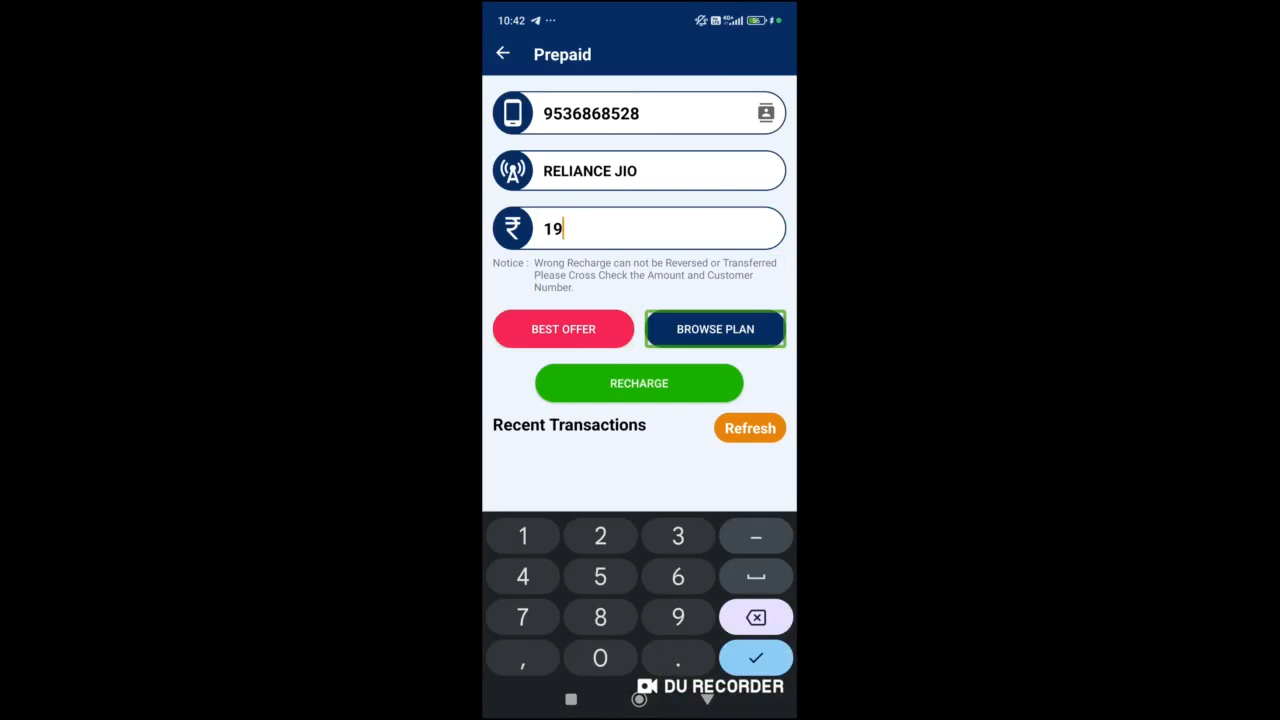 10:42
4G
56
Prepaid
9536868528
RELIANCE JIO
₹ 19
Notice : Wrong Recharge can not be Reversed or Transferred
Please Cross Check the Amount and Customer
Number.
BEST OFFER BROWSE PLAN
RECHARGE
Recent Transactions Refresh
1 2 3 –
4 5 6
7 8 9
, 0 .
DU RECORDER